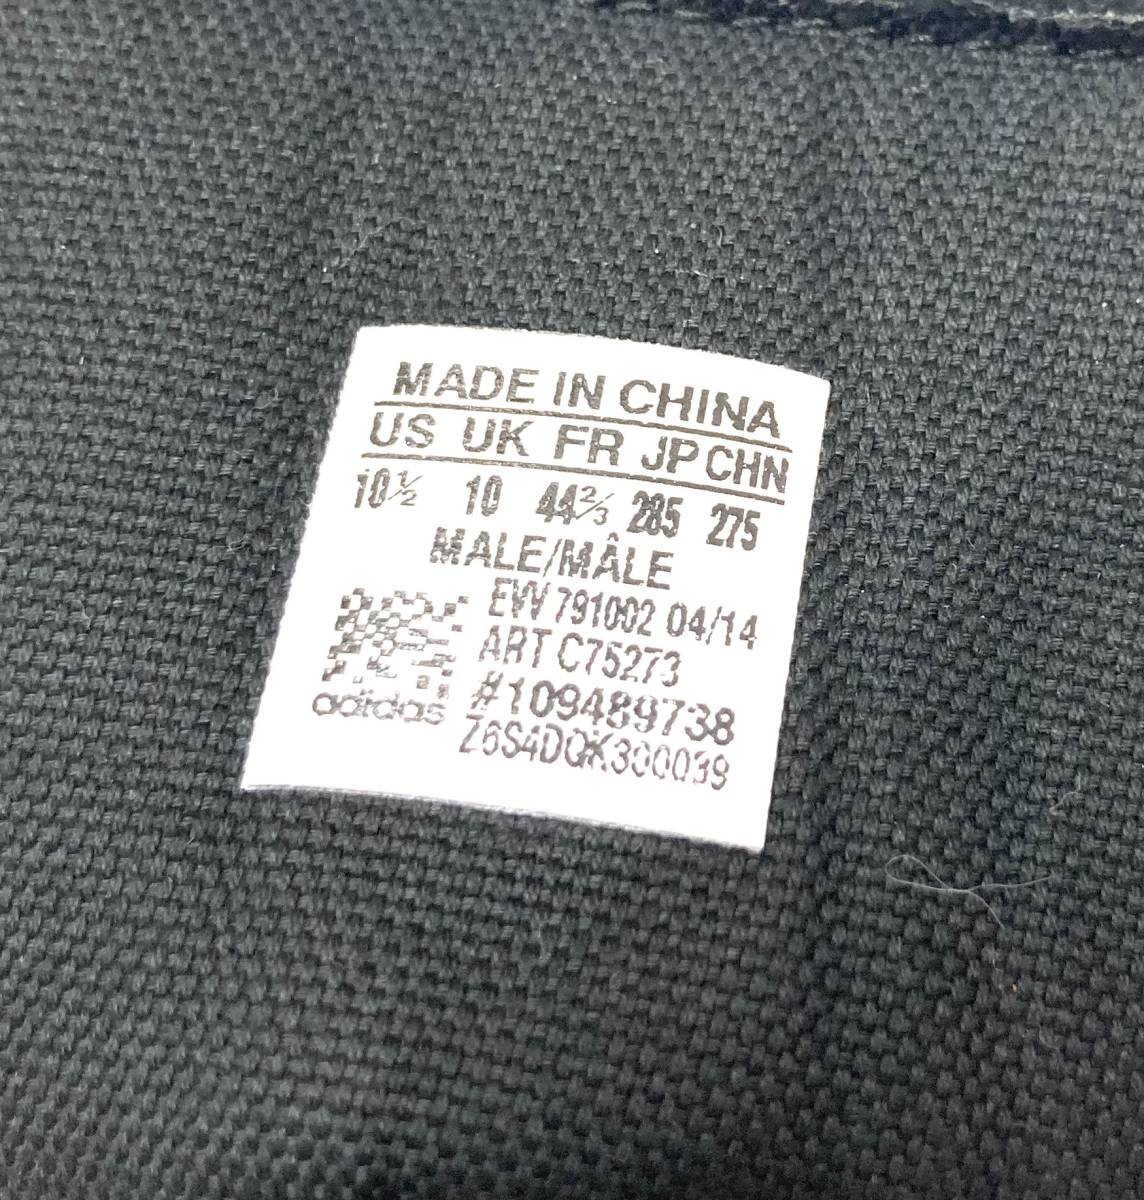 MADE IN CHINA
US UK FR JP CHN
10½ 10 44⅔ 285 275
MALE/MÂLE
EVV 791002 04/14
ART C75273
#109489738
Z6S4DQK300039
adidas